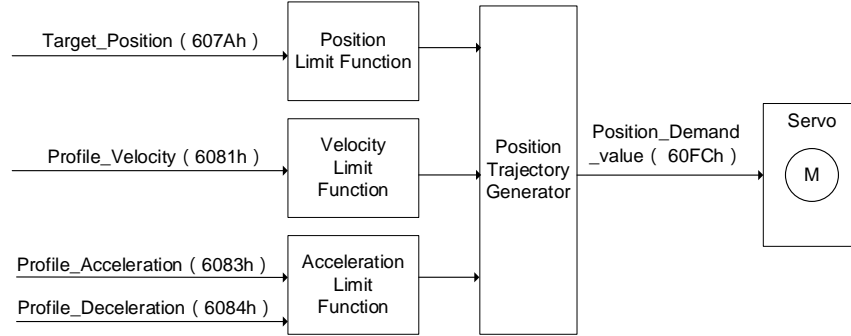 Target_Position ( 607Ah )
Position
Limit Function
Profile_Velocity ( 6081h )
Velocity
Limit
Function
Profile_Acceleration ( 6083h )
Profile_Deceleration ( 6084h )
Acceleration
Limit
Function
Position
Trajectory
Generator
Position_Demand
_value ( 60FCh )
Servo
M